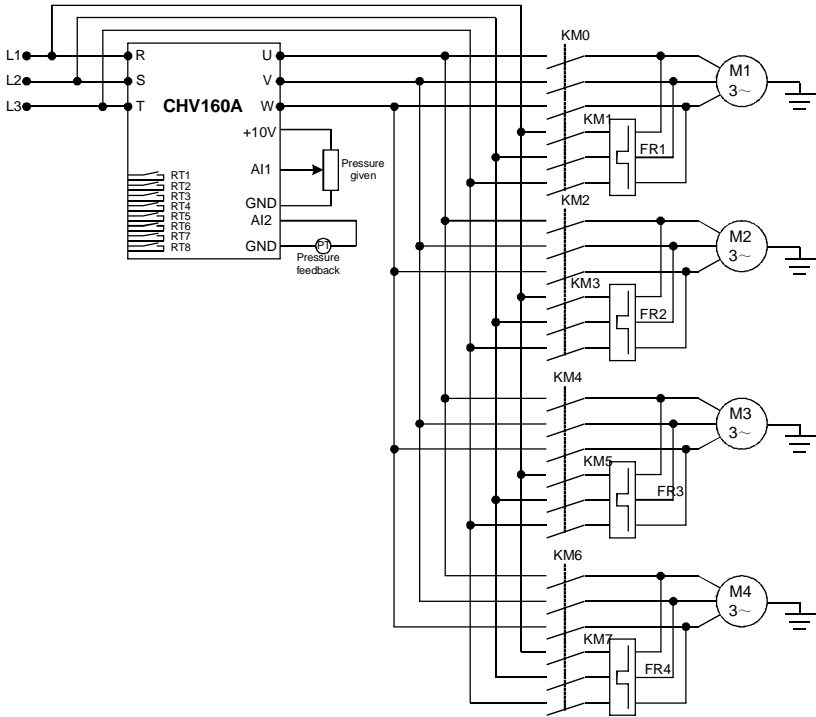 L1
R
U
KM0
M1
3～
L2
S
V
L3
T
CHV160A
W
+10V
KM1
FR1
AI1
Pressure
given
GND
AI2
GND
PT
Pressure
feedback
RT1
RT2
RT3
RT4
RT5
RT6
RT7
RT8
KM2
M2
3～
KM3
FR2
KM4
M3
3～
KM5
FR3
KM6
M4
3～
KM7
FR4